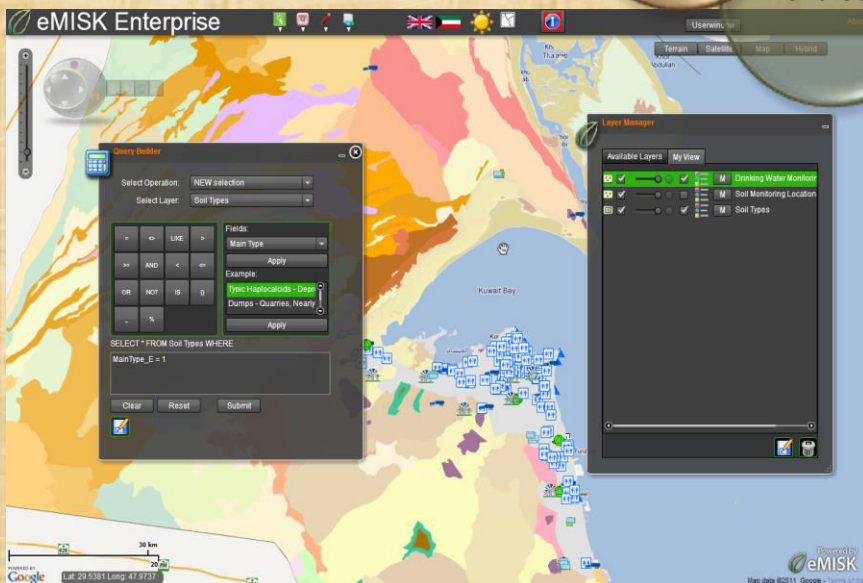 eMISK Enterprise
Userwindow
Terrain
Satellite
Map
Hybrid
Kuwait Bay
Query Builder
Select Operation:
NEW selection
Select Layer:
Soil Types
=
<>
LIKE
>
>=
AND
<
<=
OR
NOT
IS
()
_
%
Fields:
Main Type
Apply
Example:
Typic Haplocalcids - Depr
Dumps - Quarries, Nearly
Apply
SELECT * FROM Soil Types WHERE
MainType_E = 1
Clear
Reset
Submit
Layer Manager
Available Layers
My View
M
Drinking Water Monitorin
M
Soil Monitoring Location
M
Soil Types
30 km
20 mi
POWERED BY
Google
Lat: 29.5381 Long: 47.9737
Powered by
eMISK
Map data ©2011 Google -